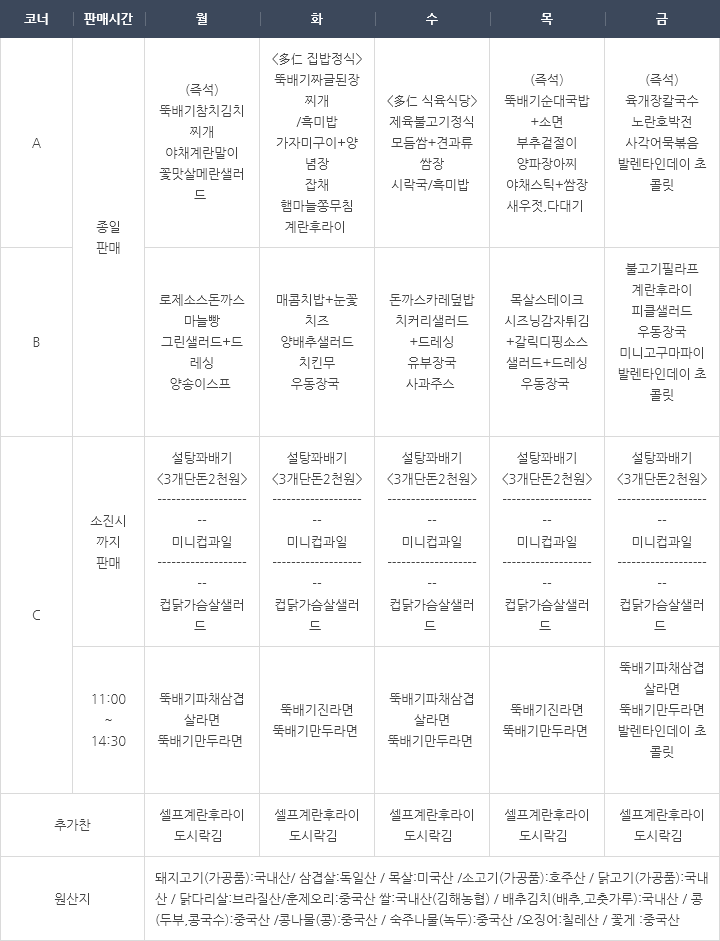 코너 판매시간 월 화 수 목 금
A
종일
판매
(즉석)
뚝배기참치김치
찌개
야채계란말이
꽃맛살메란샐러
드
<多仁 집밥정식>
뚝배기짜글된장
찌개
/흑미밥
가자미구이+양
념장
잡채
햄마늘쫑무침
계란후라이
<多仁 식육식당>
제육불고기정식
모듬쌈+견과류
쌈장
시락국/흑미밥
(즉석)
뚝배기순대국밥
+소면
부추겉절이
양파장아찌
야채스틱+쌈장
새우젓,다대기
(즉석)
육개장칼국수
노란호박전
사각어묵볶음
발렌타인데이 초
콜릿
B
로제소스돈까스
마늘빵
그린샐러드+드
레싱
양송이스프
매콤치밥+눈꽃
치즈
양배추샐러드
치킨무
우동장국
돈까스카레덮밥
치커리샐러드
+드레싱
유부장국
사과주스
목살스테이크
시즈닝감자튀김
+갈릭디핑소스
샐러드+드레싱
우동장국
불고기필라프
계란후라이
피클샐러드
우동장국
미니고구마파이
발렌타인데이 초
콜릿
C
소진시
까지
판매
설탕꽈배기
<3개단돈2천원>
-------------------
--
미니컵과일
-------------------
--
컵닭가슴살샐러
드
설탕꽈배기
<3개단돈2천원>
-------------------
--
미니컵과일
-------------------
--
컵닭가슴살샐러
드
설탕꽈배기
<3개단돈2천원>
-------------------
--
미니컵과일
-------------------
--
컵닭가슴살샐러
드
설탕꽈배기
<3개단돈2천원>
-------------------
--
미니컵과일
-------------------
--
컵닭가슴살샐러
드
설탕꽈배기
<3개단돈2천원>
-------------------
--
미니컵과일
-------------------
--
컵닭가슴살샐러
드
11:00
~
14:30
뚝배기파채삼겹
살라면
뚝배기만두라면
뚝배기진라면
뚝배기만두라면
뚝배기파채삼겹
살라면
뚝배기만두라면
뚝배기진라면
뚝배기만두라면
뚝배기파채삼겹
살라면
뚝배기만두라면
발렌타인데이 초
콜릿
추가찬
셀프계란후라이
도시락김
셀프계란후라이
도시락김
셀프계란후라이
도시락김
셀프계란후라이
도시락김
셀프계란후라이
도시락김
원산지
돼지고기(가공품):국내산/ 삼겹살:독일산 / 목살:미국산 /소고기(가공품):호주산 / 닭고기(가공품):국내
산 / 닭다리살:브라질산/훈제오리:중국산 쌀:국내산(김해농협) / 배추김치(배추,고춧가루):국내산 / 콩
(두부,콩국수):중국산 /콩나물(콩):중국산 / 숙주나물(녹두):중국산 /오징어:칠레산 / 꽃게 :중국산